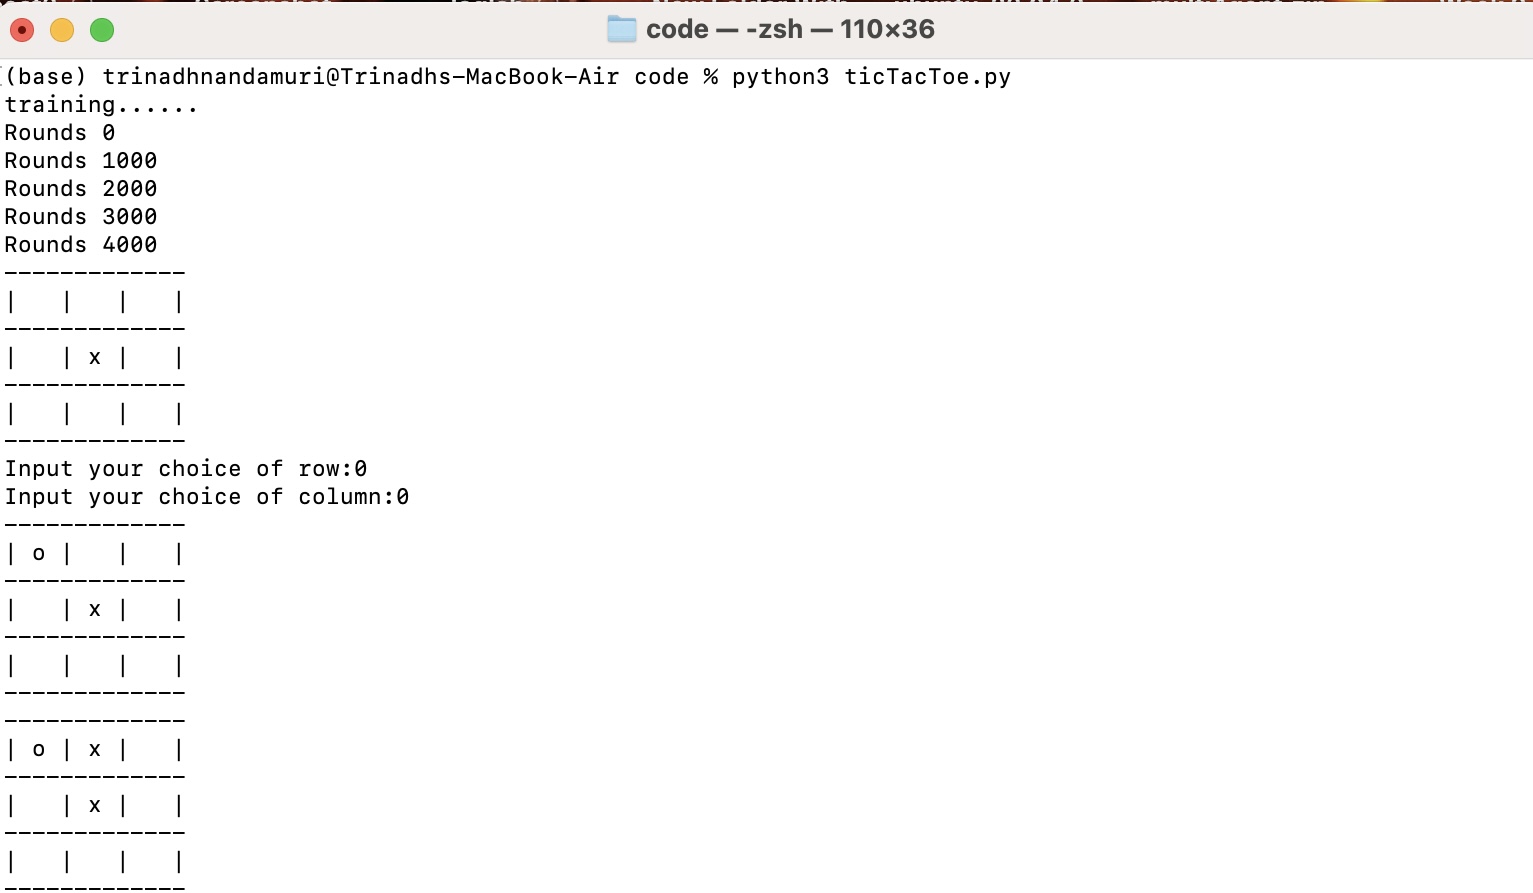 code — -zsh — 110×36
(base) trinadhnandamuri@Trinadhs-MacBook-Air code % python3 ticTacToe.py
training......
Rounds 0
Rounds 1000
Rounds 2000
Rounds 3000
Rounds 4000
-------------
|   |   |   |
-------------
|   | x |   |
-------------
|   |   |   |
-------------
Input your choice of row:0
Input your choice of column:0
-------------
| o |   |   |
-------------
|   | x |   |
-------------
|   |   |   |
-------------
-------------
| o | x |   |
-------------
|   | x |   |
-------------
|   |   |   |
-------------